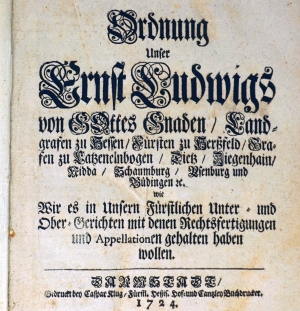 Ordnung
Unser
Ernst Ludwigs
von GOttes Gnaden / Land-
grafen zu Hessen / Fürsten zu Herßfeld / Gra-
fen zu Catzenelnbogen / Dietz / Ziegenhain /
Nidda / Schaumburg / Ysenburg und
Büdingen ꝛc.
wie
Wir es in Unsern Fürstlichen Unter- und
Ober-Gerichten mit denen Rechtsfertigungen
und Appellationen gehalten haben
wollen.
DARMSTADT /
Gedruckt bey Caspar Klug / Fürstl. Hessis. Hof- und Cantzley Buchdrucker.
1724.